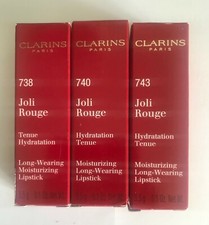 CLARINS
PARIS
738
Joli
Rouge
Tenue
Hydratation
Long-Wearing
Moisturizing
Lipstick
CLARINS
PARIS
740
Joli
Rouge
Hydratation
Tenue
Moisturizing
Long-Wearing
Lipstick
CLARINS
PARIS
743
Joli
Rouge
Hydratation
Tenue
Moisturizing
Long-Wearing
Lipstick